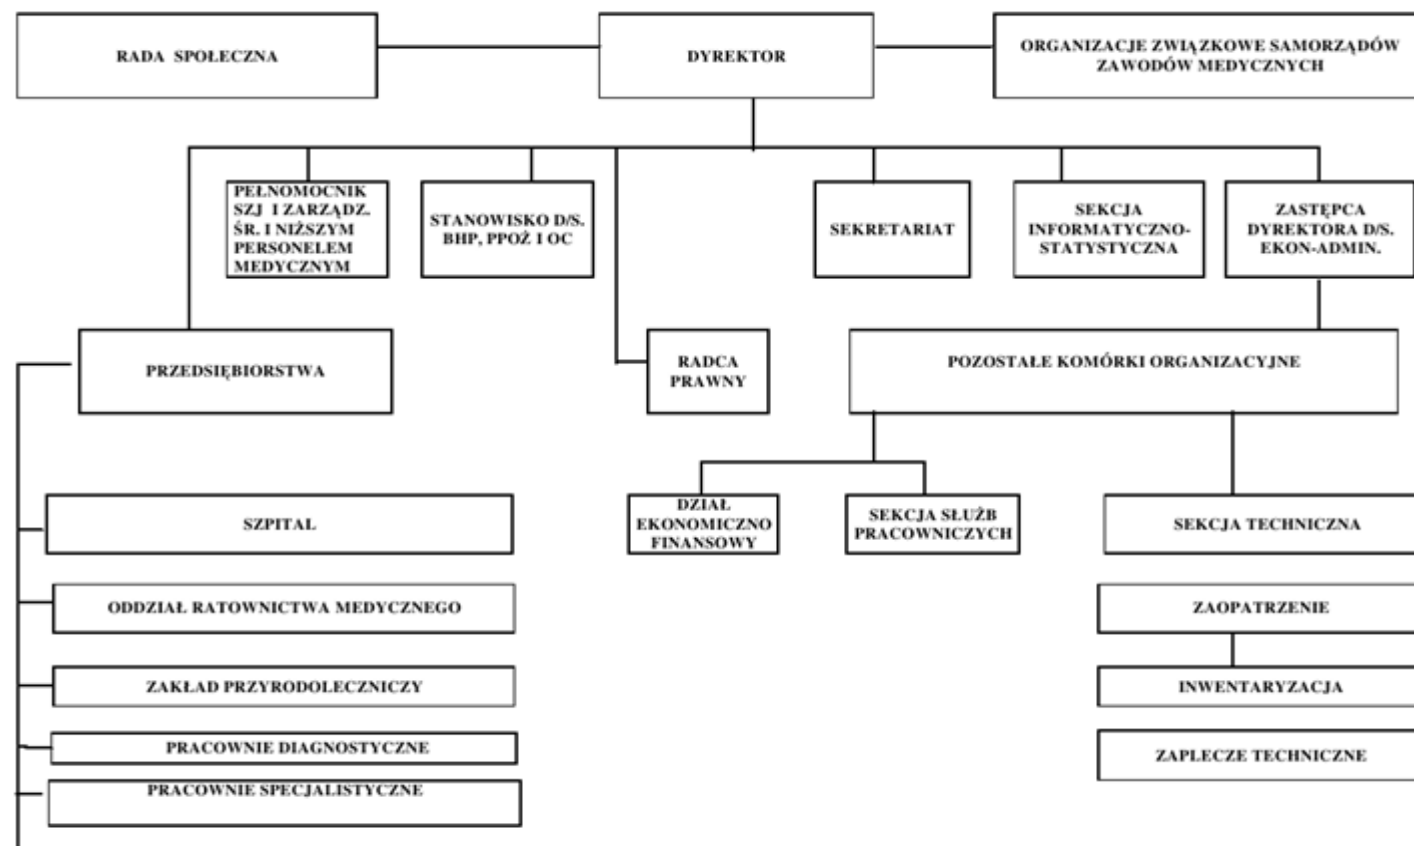 RADA SPOŁECZNA
DYREKTOR
ORGANIZACJE ZWIĄZKOWE SAMORZĄDÓW
ZAWODÓW MEDYCZNYCH
PEŁNOMOCNIK
SZJ I ZARZĄDZ.
ŚR. I NIŻSZYM
PERSONELEM
MEDYCZNYM
STANOWISKO D/S.
BHP, PPOŻ I OC
SEKRETARIAT
SEKCJA
INFORMATYCZNO-
STATYSTYCZNA
ZASTĘPCA
DYREKTORA D/S.
EKON-ADMIN.
PRZEDSIĘBIORSTWA
RADCA
PRAWNY
POZOSTAŁE KOMÓRKI ORGANIZACYJNE
SZPITAL
DZIAŁ
EKONOMICZNO
FINANSOWY
SEKCJA SŁUŻB
PRACOWNICZYCH
SEKCJA TECHNICZNA
ODDZIAŁ RATOWNICTWA MEDYCZNEGO
ZAOPATRZENIE
ZAKŁAD PRZYRODOLECZNICZY
INWENTARYZACJA
PRACOWNIE DIAGNOSTYCZNE
ZAPLECZE TECHNICZNE
PRACOWNIE SPECJALISTYCZNE